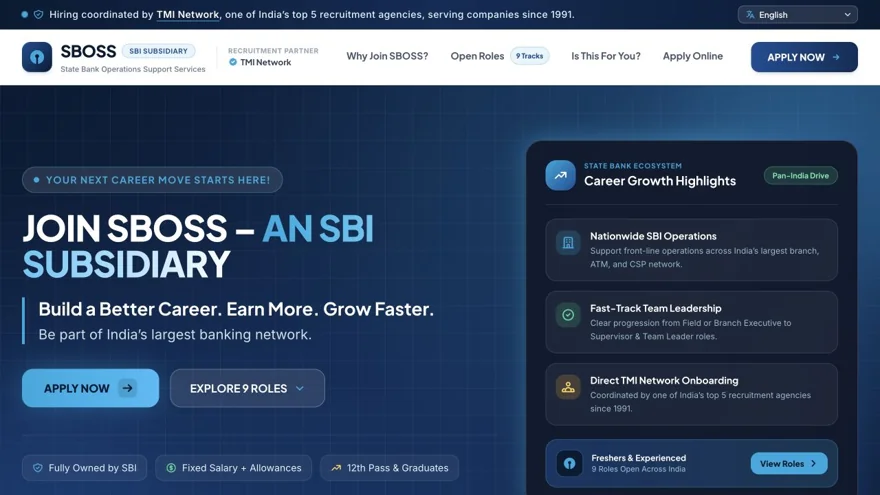 Hiring coordinated by TMI Network, one of India's top 5 recruitment agencies, serving companies since 1991.
English
SBOSS
SBI SUBSIDIARY
State Bank Operations Support Services
RECRUITMENT PARTNER
TMI Network
Why Join SBOSS?
Open Roles
9 Tracks
Is This For You?
Apply Online
APPLY NOW
YOUR NEXT CAREER MOVE STARTS HERE!
JOIN SBOSS – AN SBI
SUBSIDIARY
Build a Better Career. Earn More. Grow Faster.
Be part of India's largest banking network.
APPLY NOW
EXPLORE 9 ROLES
Fully Owned by SBI
Fixed Salary + Allowances
12th Pass & Graduates
STATE BANK ECOSYSTEM
Career Growth Highlights
Pan-India Drive
Nationwide SBI Operations
Support front-line operations across India's largest branch,
ATM, and CSP network.
Fast-Track Team Leadership
Clear progression from Field or Branch Executive to
Supervisor & Team Leader roles.
Direct TMI Network Onboarding
Coordinated by one of India's top 5 recruitment agencies
since 1991.
Freshers & Experienced
9 Roles Open Across India
View Roles